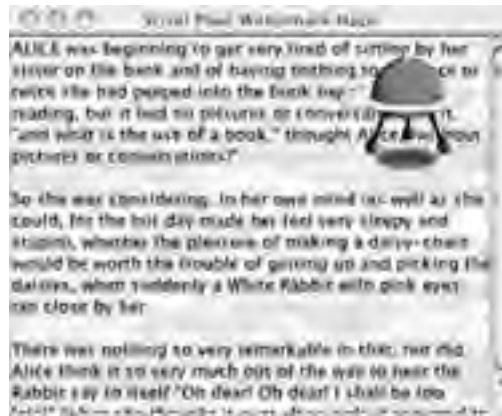 Scroll Pixel Watermark
ALICE was beginning to get very tired of sitting by her
sister on the bank and of having nothing to
twice she had peeped into the book her
reading, but it had no pictures or it,
"and what is the use of a book," thought
pictures or conversations?"
So she was considering, in her own mind (as well as she
could, for the hot day made her feel very sleepy and
stupid), whether the pleasure of making a daisy-chain
would be worth the trouble of getting up and picking the
daisies, when suddenly a White Rabbit with pink eyes
ran close by her.
There was nothing so very remarkable in that, nor did
Alice think it so very much out of the way to hear the
Rabbit say to itself "Oh dear! Oh dear! I shall be too